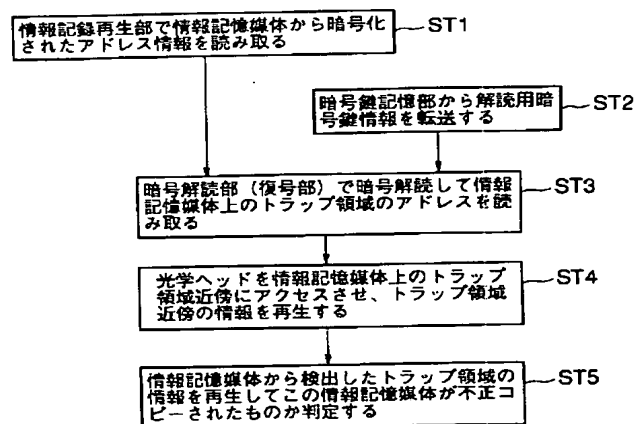 情報記録再生部で情報記憶媒体から暗号化
されたアドレス情報を読み取る
ST1
暗号鍵記憶部から解読用暗
号鍵情報を転送する
ST2
暗号解読部（復号部）で暗号解読して情報
記憶媒体上のトラップ領域のアドレスを読
み取る
ST3
光学ヘッドを情報記憶媒体上のトラップ
領域近傍にアクセスさせ、トラップ領域
近傍の情報を再生する
ST4
情報記憶媒体から検出したトラップ領域の
情報を再生してこの情報記憶媒体が不正コ
ピーされたものか判定する
ST5